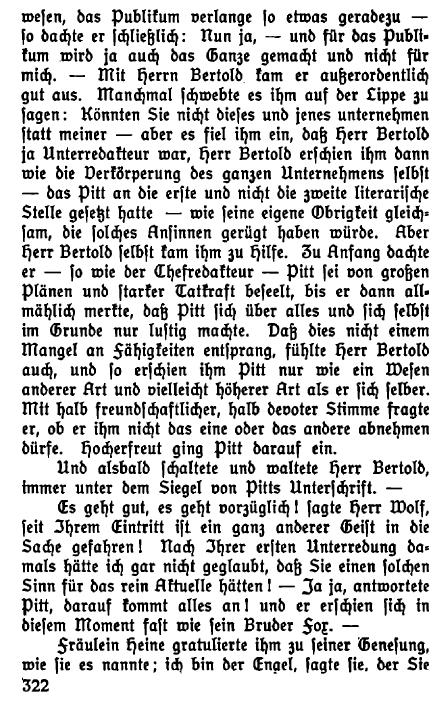 wesen, das Publikum verlange so etwas geradezu —
so dachte er schließlich: Nun ja, — und für das Publi-
kum wird ja auch das Ganze gemacht und nicht für
mich. — Mit Herrn Bertold kam er außerordentlich
gut aus. Manchmal schwebte es ihm auf der Lippe zu
sagen: Könnten Sie nicht dieses und jenes unternehmen
statt meiner — aber es fiel ihm ein, daß Herr Bertold
ja Unterredakteur war, Herr Bertold erschien ihm dann
wie die Verkörperung des ganzen Unternehmens selbst
— das Pitt an die erste und nicht die zweite literarische
Stelle gesetzt hatte — wie seine eigene Obrigkeit gleich-
sam, die solches Ansinnen gerügt haben würde. Aber
Herr Bertold selbst kam ihm zu Hilfe. Zu Anfang dachte
er — so wie der Chefredakteur — Pitt sei von großen
Plänen und starker Tatkraft beseelt, bis er dann all-
mählich merkte, daß Pitt sich über alles und sich selbst
im Grunde nur lustig machte. Daß dies nicht einem
Mangel an Fähigkeiten entsprang, fühlte Herr Bertold
auch, und so erschien ihm Pitt nur wie ein Wesen
anderer Art und vielleicht höherer Art als er sich selber.
Mit halb freundschaftlicher, halb devoter Stimme fragte
er, ob er ihm nicht das eine oder das andere abnehmen
dürfe. Hocherfreut ging Pitt darauf ein.
Und alsbald schaltete und waltete Herr Bertold,
immer unter dem Siegel von Pitts Unterschrift. —
Es geht gut, es geht vorzüglich! sagte Herr Wolf,
seit Ihrem Eintritt ist ein ganz anderer Geist in die
Sache gefahren! Nach Ihrer ersten Unterredung da-
mals hätte ich gar nicht geglaubt, daß Sie einen solchen
Sinn für das rein Aktuelle hätten! — Ja ja, antwortete
Pitt, darauf kommt alles an! und er erschien sich in
diesem Moment fast wie sein Bruder Fox. —
Fräulein Heine gratulierte ihm zu seiner Genesung,
wie sie es nannte; ich bin der Engel, sagte sie, der Sie
322